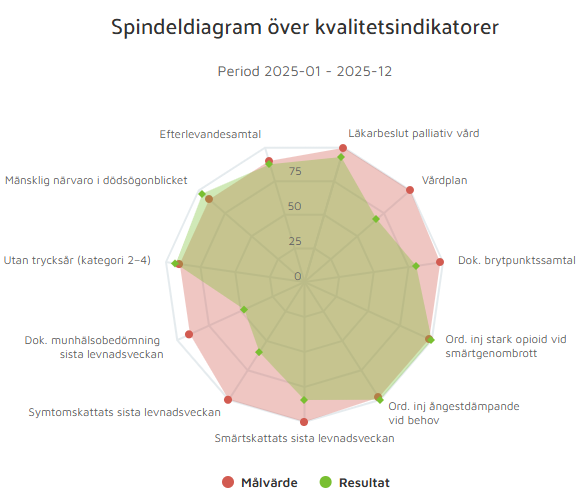 Spindeldiagram över kvalitetsindikatorer
Period 2025-01 - 2025-12
Efterlevandesamtal
Läkarbeslut palliativ vård
Mänsklig närvaro i dödsögonblicket
Vårdplan
75
50
25
0
Utan trycksår (kategori 2–4)
Dok. brytpunktssamtal
Dok. munhälsobedömning
sista levnadsveckan
Ord. inj stark opioid vid
smärtgenombrott
Symtomskattats sista levnadsveckan
Ord. inj ångestdämpande
vid behov
Smärtskattats sista levnadsveckan
Målvärde
Resultat